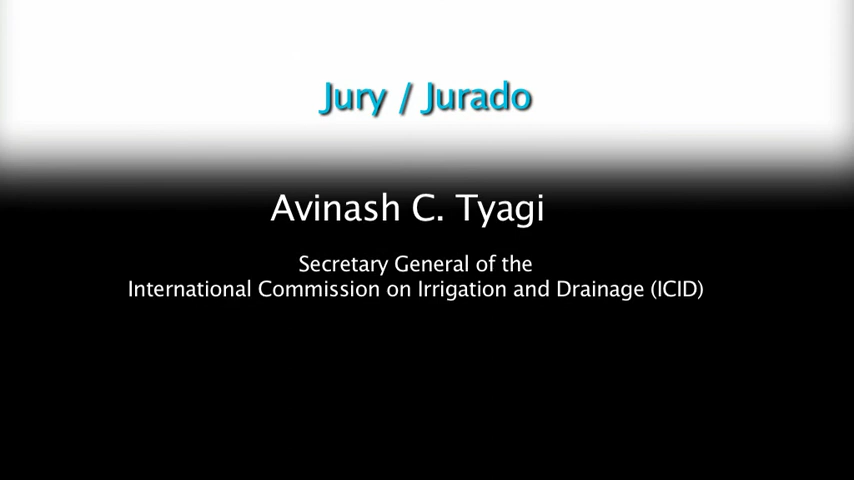 Jury / Jurado
Avinash C. Tyagi
Secretary General of the
International Commission on Irrigation and Drainage (ICID)